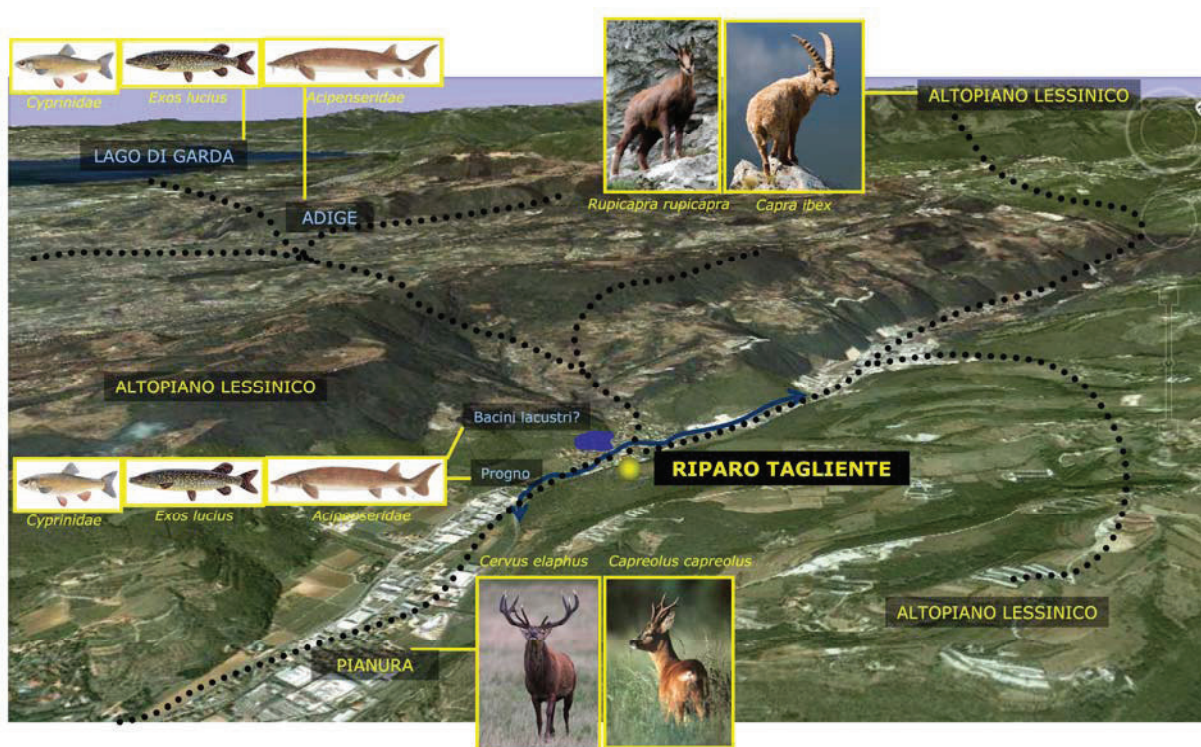 Cyprinidae
Exos lucius
Acipenseridae
ALTOPIANO LESSINICO
LAGO DI GARDA
ADIGE
Rupicapra rupicapra
Capra ibex
ALTOPIANO LESSINICO
Bacini lacustri?
Progno
RIPARO TAGLIENTE
Cyprinidae
Exos lucius
Acipenseridae
Cervus elaphus
Capreolus capreolus
ALTOPIANO LESSINICO
PIANURA